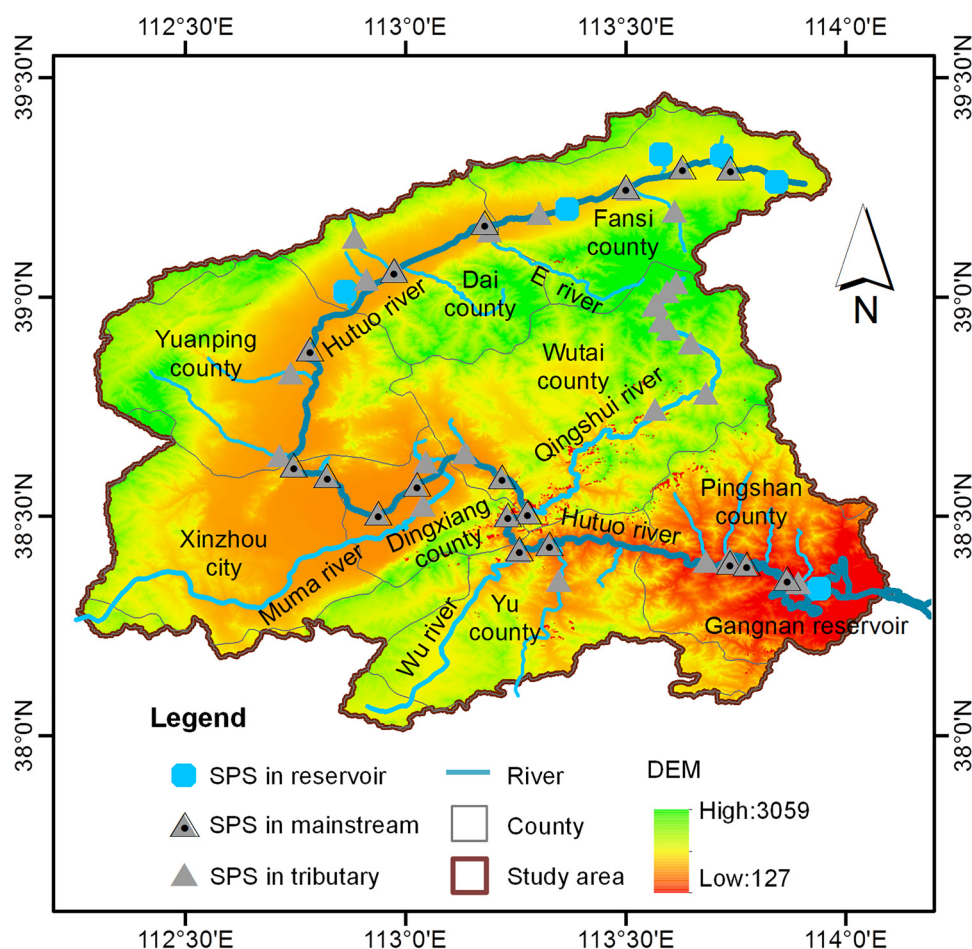 112°30'E 113°0'E 113°30'E 114°0'E
39°30'N
39°30'N
Fansi
county
Dai
county
E river
39°0'N
39°0'N
N
Hutuo river
Yuanping
county
Wutai
county
Qingshui river
Pingshan
county
38°30'N
38°30'N
Dingxiang
county
Hutuo river
Xinzhou
city
Muma river
Yu
county
Wu river
Gangnan reservoir
38°0'N
38°0'N
Legend
SPS in reservoir
SPS in mainstream
SPS in tributary
River
County
Study area
DEM
High:3059
Low:127
112°30'E 113°0'E 113°30'E 114°0'E